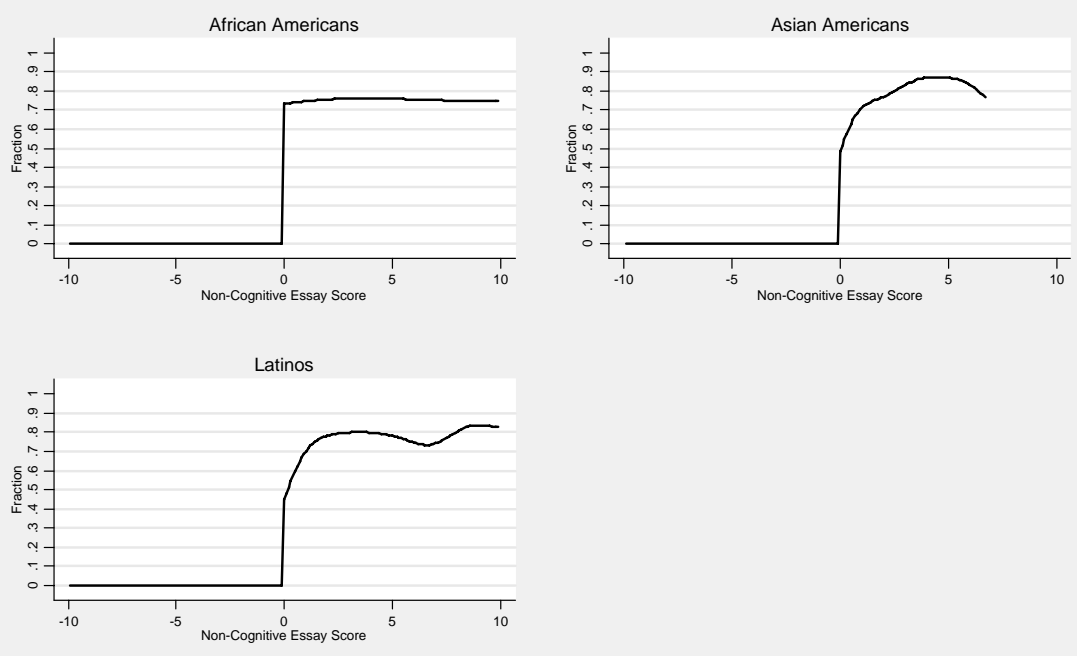 African Americans
Fraction
1
.9
.8
.7
.6
.5
.4
.3
.2
.1
0
-10 -5 0 5 10
Non-Cognitive Essay Score
Asian Americans
Fraction
1
.9
.8
.7
.6
.5
.4
.3
.2
.1
0
-10 -5 0 5 10
Non-Cognitive Essay Score
Latinos
Fraction
1
.9
.8
.7
.6
.5
.4
.3
.2
.1
0
-10 -5 0 5 10
Non-Cognitive Essay Score